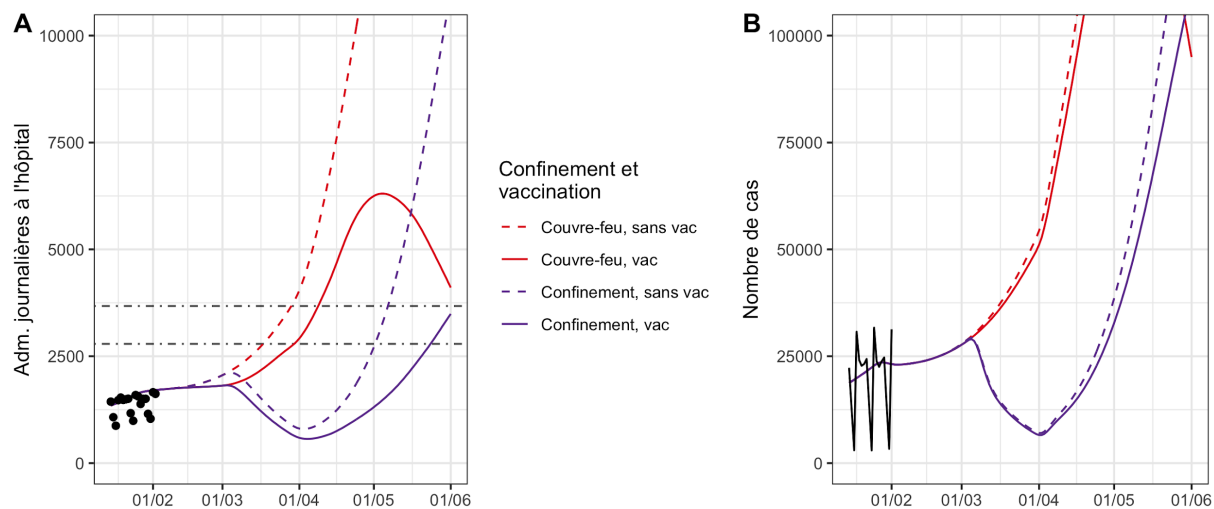 A
Adm. journalières à l'hôpital
10000
7500
5000
2500
0
01/02
01/03
01/04
01/05
01/06
Confinement et
vaccination
Couvre-feu, sans vac
Couvre-feu, vac
Confinement, sans vac
Confinement, vac
B
Nombre de cas
100000
75000
50000
25000
0
01/02
01/03
01/04
01/05
01/06